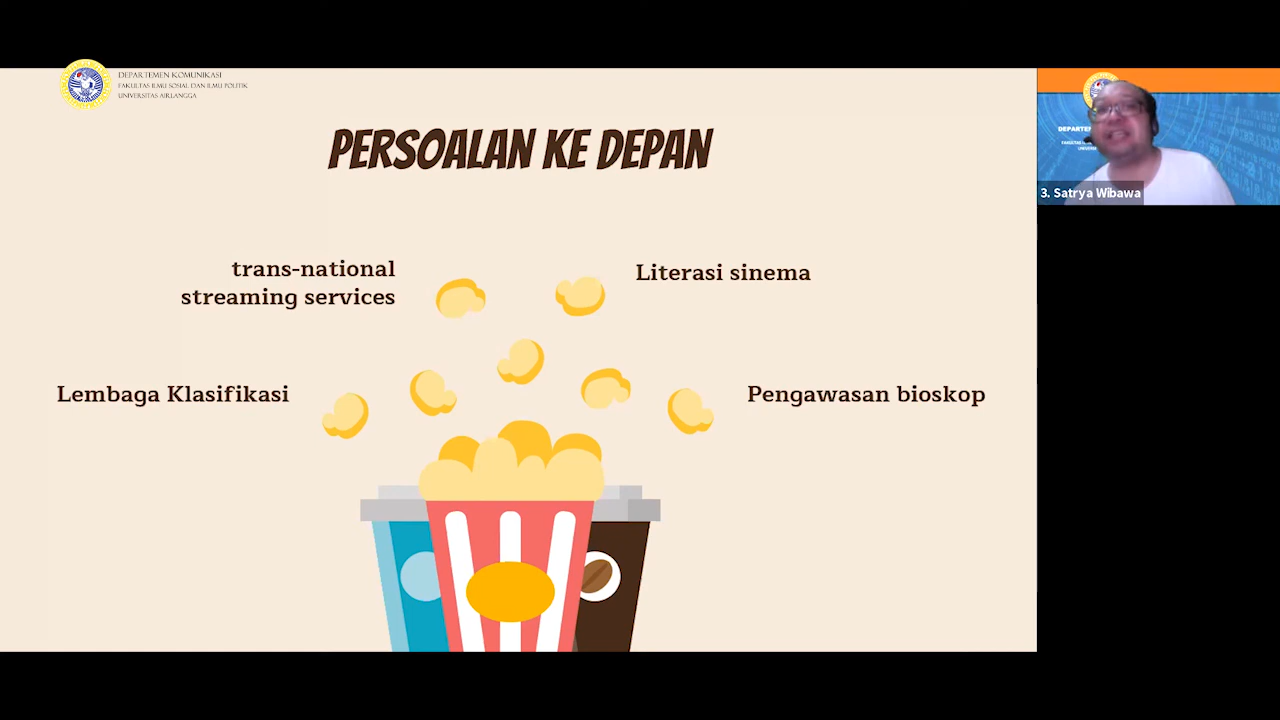 DEPARTEMEN KOMUNIKASI
FAKULTAS ILMU SOSIAL DAN ILMU POLITIK
UNIVERSITAS AIRLANGGA
PERSOALAN KE DEPAN
trans-national
streaming services
Literasi sinema
Lembaga Klasifikasi
Pengawasan bioskop
3. Satrya Wibawa